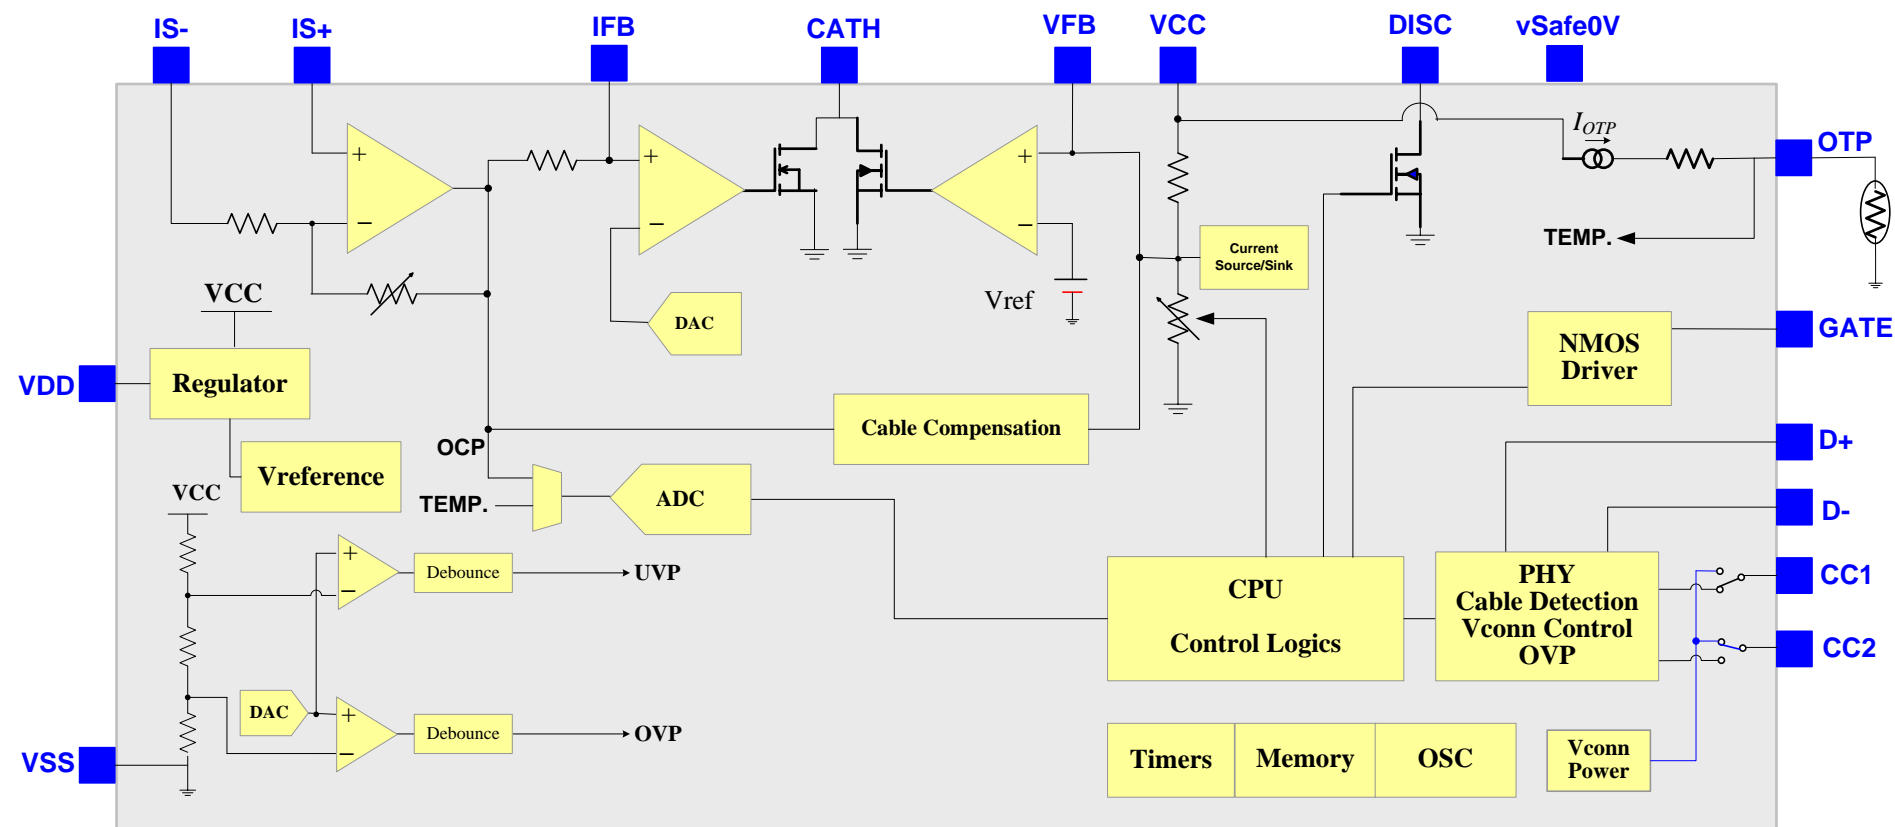 IS-
IS+
IFB
CATH
VFB
VCC
DISC
vSafe0V
I_OTP
OTP
+
−
+
−
+
−
TEMP.
Current
Source/Sink
VCC
DAC
Vref
NMOS
Driver
GATE
VDD
Regulator
Cable Compensation
OCP
D+
Vreference
VCC
TEMP.
ADC
D-
+
−
Debounce
UVP
CPU
Control Logics
PHY
Cable Detection
Vconn Control
OVP
CC1
CC2
DAC
+
−
Debounce
OVP
VSS
Timers
Memory
OSC
Vconn
Power